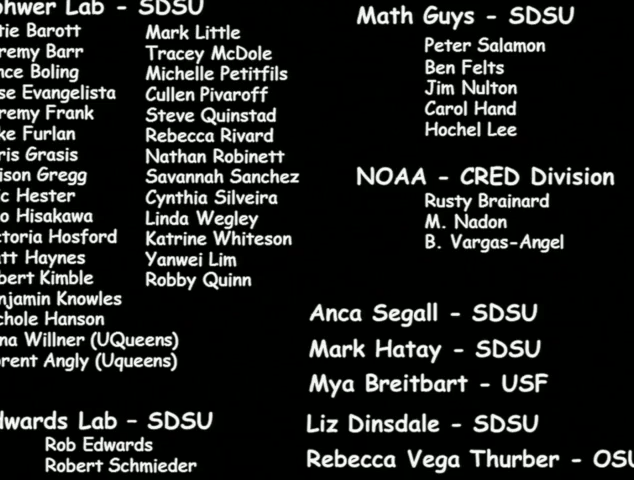 ohwer Lab - SDSU
tie Barott
remy Barr
nce Boling
se Evangelista
remy Frank
ke Furlan
ris Grasis
ison Gregg
ic Hester
o Hisakawa
toria Hosford
tt Haynes
bert Kimble
njamin Knowles
chole Hanson
na Willner (UQueens)
orent Angly (Uqueens)
Mark Little
Tracey McDole
Michelle Petitfils
Cullen Pivaroff
Steve Quinstad
Rebecca Rivard
Nathan Robinett
Savannah Sanchez
Cynthia Silveira
Linda Wegley
Katrine Whiteson
Yanwei Lim
Robby Quinn
dwards Lab - SDSU
Rob Edwards
Robert Schmieder
Math Guys - SDSU
Peter Salamon
Ben Felts
Jim Nulton
Carol Hand
Hochel Lee
NOAA - CRED Division
Rusty Brainard
M. Nadon
B. Vargas-Angel
Anca Segall - SDSU
Mark Hatay - SDSU
Mya Breitbart - USF
Liz Dinsdale - SDSU
Rebecca Vega Thurber - OSU